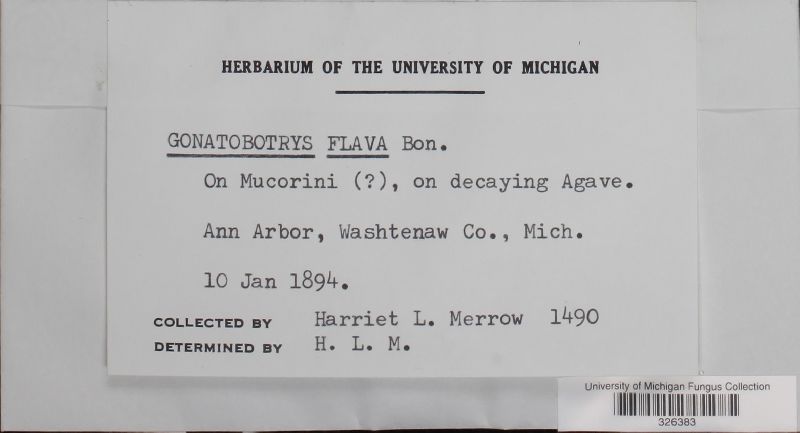 HERBARIUM OF THE UNIVERSITY OF MICHIGAN
GONATOBOTRYS FLAVA Bon.
On Mucorini (?), on decaying Agave.
Ann Arbor, Washtenaw Co., Mich.
10 Jan 1894.
COLLECTED BY Harriet L. Merrow 1490
DETERMINED BY H. L. M.
University of Michigan Fungus Collection
326383